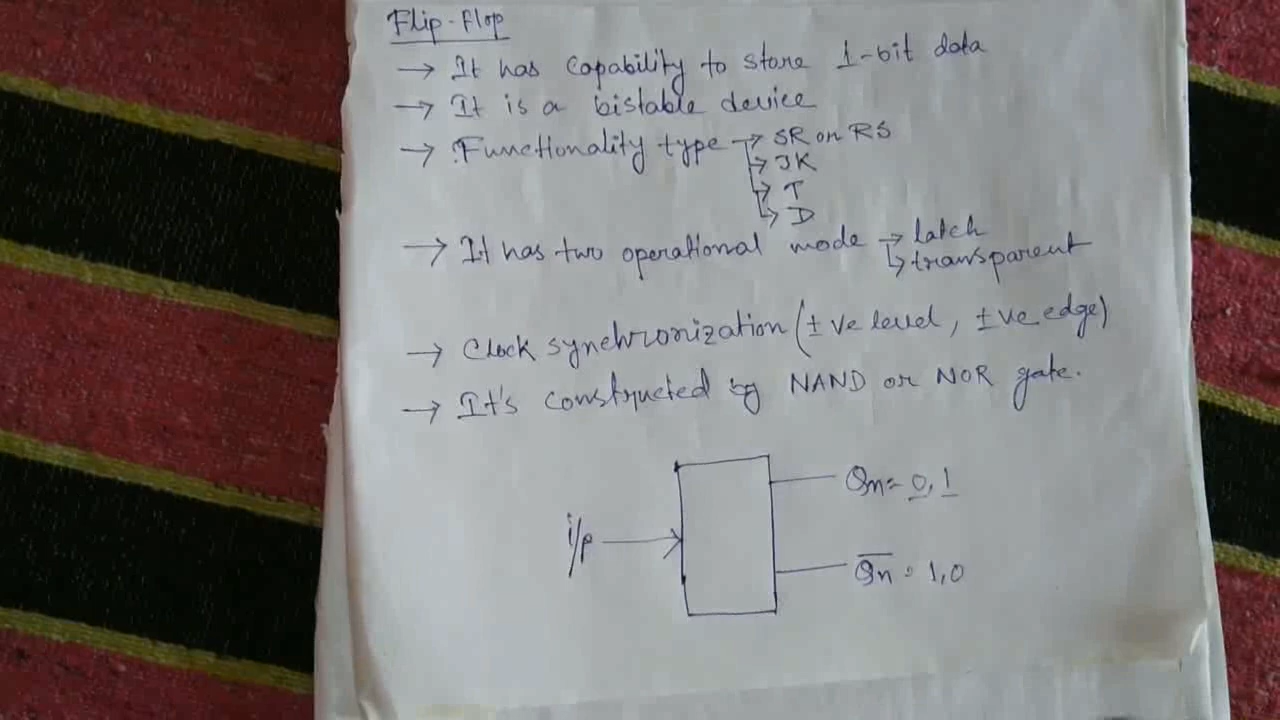 Flip-Flop
→ It has capability to store 1-bit data
→ It is a bistable device
→ Functionality type → SR or RS
→ JK
→ T
→ D
→ It has two operational mode → latch
→ transparent
→ Clock synchronization (±ve level, ±ve edge)
→ It's constructed by NAND or NOR gate.
Qn = 0, 1
i/p
Q̅n̅ = 1,0